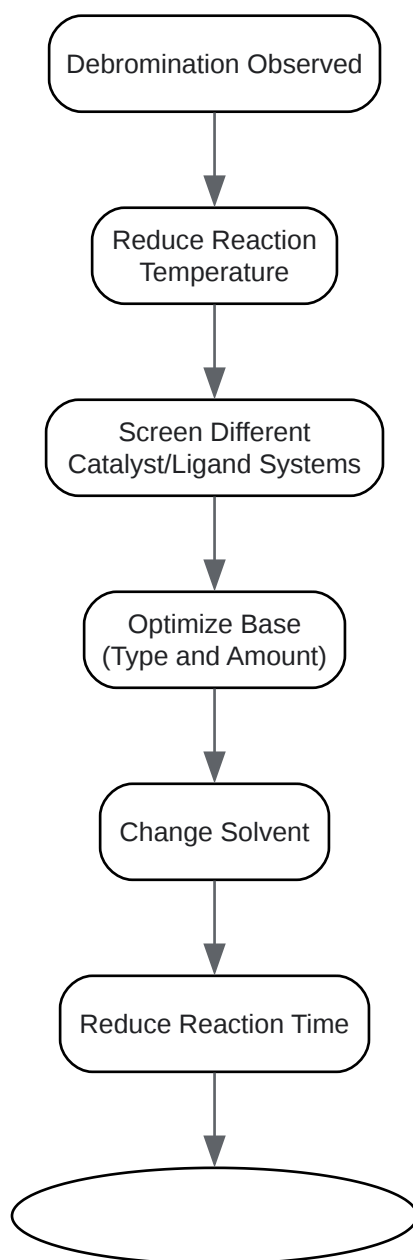 Debromination Observed
Reduce Reaction
Temperature
Screen Different
Catalyst/Ligand Systems
Optimize Base
(Type and Amount)
Change Solvent
Reduce Reaction Time